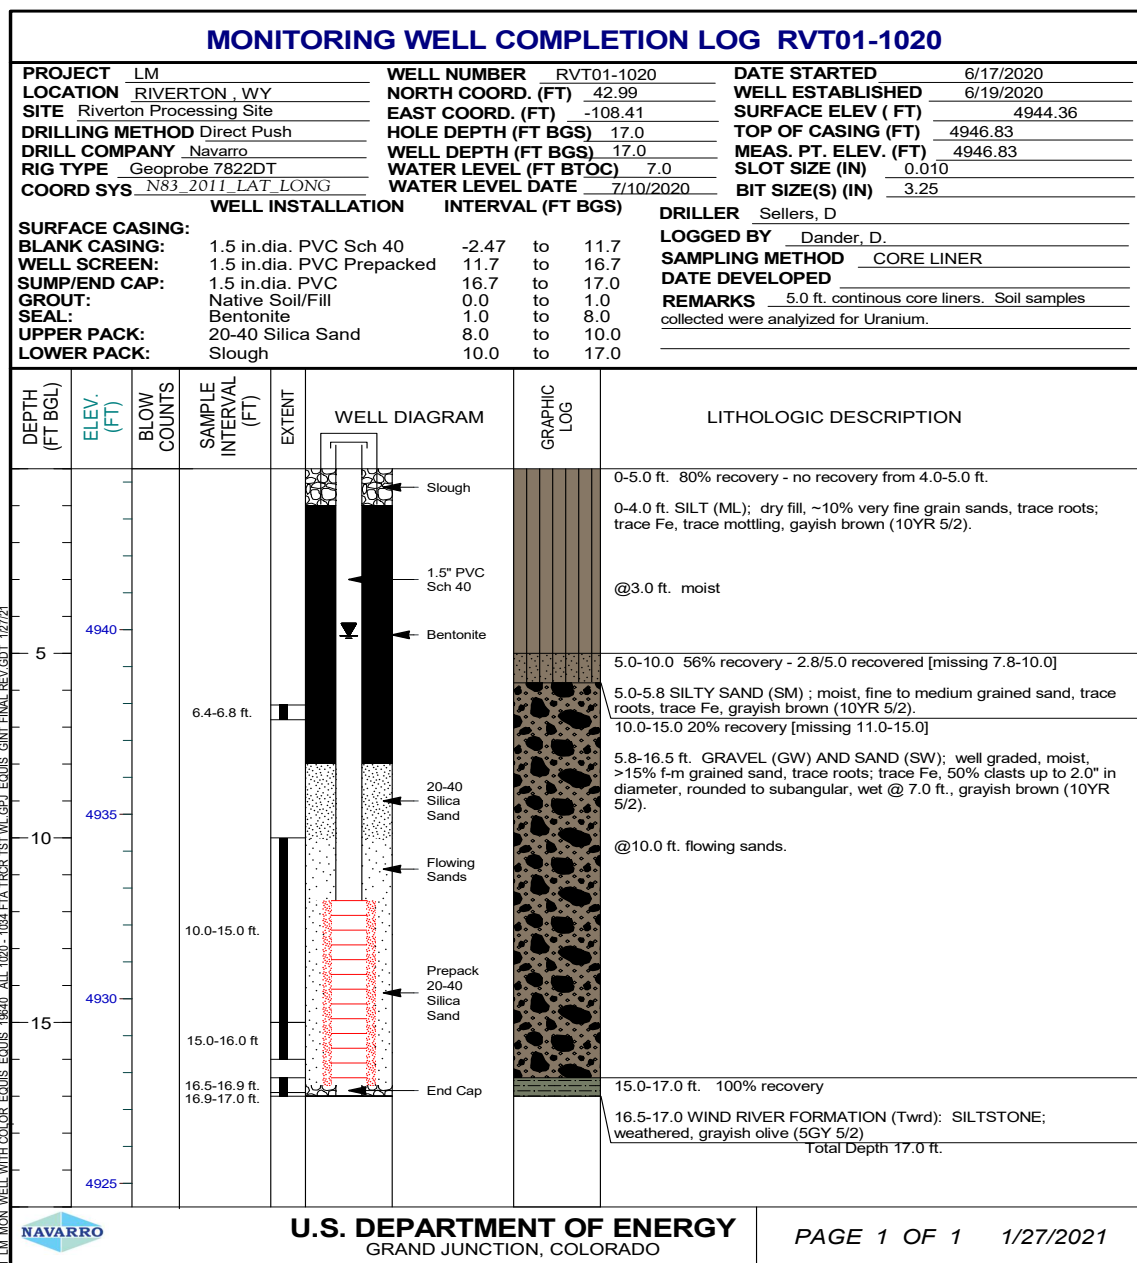 MONITORING WELL COMPLETION LOG RVT01-1020
PROJECT LM
LOCATION RIVERTON , WY
SITE Riverton Processing Site
DRILLING METHOD Direct Push
DRILL COMPANY Navarro
RIG TYPE Geoprobe 7822DT
COORD SYS N83_2011_LAT_LONG
WELL NUMBER RVT01-1020
NORTH COORD. (FT) 42.99
EAST COORD. (FT) -108.41
HOLE DEPTH (FT BGS) 17.0
WELL DEPTH (FT BGS) 17.0
WATER LEVEL (FT BTOC) 7.0
WATER LEVEL DATE 7/10/2020
DATE STARTED 6/17/2020
WELL ESTABLISHED 6/19/2020
SURFACE ELEV ( FT) 4944.36
TOP OF CASING (FT) 4946.83
MEAS. PT. ELEV. (FT) 4946.83
SLOT SIZE (IN) 0.010
BIT SIZE(S) (IN) 3.25
WELL INSTALLATION INTERVAL (FT BGS)
SURFACE CASING:
BLANK CASING: 1.5 in.dia. PVC Sch 40 -2.47 to 11.7
WELL SCREEN: 1.5 in.dia. PVC Prepacked 11.7 to 16.7
SUMP/END CAP: 1.5 in.dia. PVC 16.7 to 17.0
GROUT: Native Soil/Fill 0.0 to 1.0
SEAL: Bentonite 1.0 to 8.0
UPPER PACK: 20-40 Silica Sand 8.0 to 10.0
LOWER PACK: Slough 10.0 to 17.0
DRILLER Sellers, D
LOGGED BY Dander, D.
SAMPLING METHOD CORE LINER
DATE DEVELOPED
REMARKS 5.0 ft. continous core liners. Soil samples
collected were analyized for Uranium.
DEPTH
(FT BGL)
ELEV.
(FT)
BLOW
COUNTS
SAMPLE
INTERVAL
(FT)
EXTENT
WELL DIAGRAM
GRAPHIC
LOG
LITHOLOGIC DESCRIPTION
5
10
15
4940
4935
4930
4925
6.4-6.8 ft.
10.0-15.0 ft.
15.0-16.0 ft
16.5-16.9 ft.
16.9-17.0 ft.
Slough
1.5" PVC
Sch 40
Bentonite
20-40
Silica
Sand
Flowing
Sands
Prepack
20-40
Silica
Sand
End Cap
0-5.0 ft. 80% recovery - no recovery from 4.0-5.0 ft.
0-4.0 ft. SILT (ML); dry fill, ~10% very fine grain sands, trace roots;
trace Fe, trace mottling, gayish brown (10YR 5/2).
@3.0 ft. moist
5.0-10.0 56% recovery - 2.8/5.0 recovered [missing 7.8-10.0]
5.0-5.8 SILTY SAND (SM) ; moist, fine to medium grained sand, trace
roots, trace Fe, grayish brown (10YR 5/2).
10.0-15.0 20% recovery [missing 11.0-15.0]
5.8-16.5 ft. GRAVEL (GW) AND SAND (SW); well graded, moist,
>15% f-m grained sand, trace roots; trace Fe, 50% clasts up to 2.0" in
diameter, rounded to subangular, wet @ 7.0 ft., grayish brown (10YR
5/2).
@10.0 ft. flowing sands.
15.0-17.0 ft. 100% recovery
16.5-17.0 WIND RIVER FORMATION (Twrd): SILTSTONE;
weathered, grayish olive (5GY 5/2)
Total Depth 17.0 ft.
NAVARRO
U.S. DEPARTMENT OF ENERGY
GRAND JUNCTION, COLORADO
PAGE 1 OF 1 1/27/2021